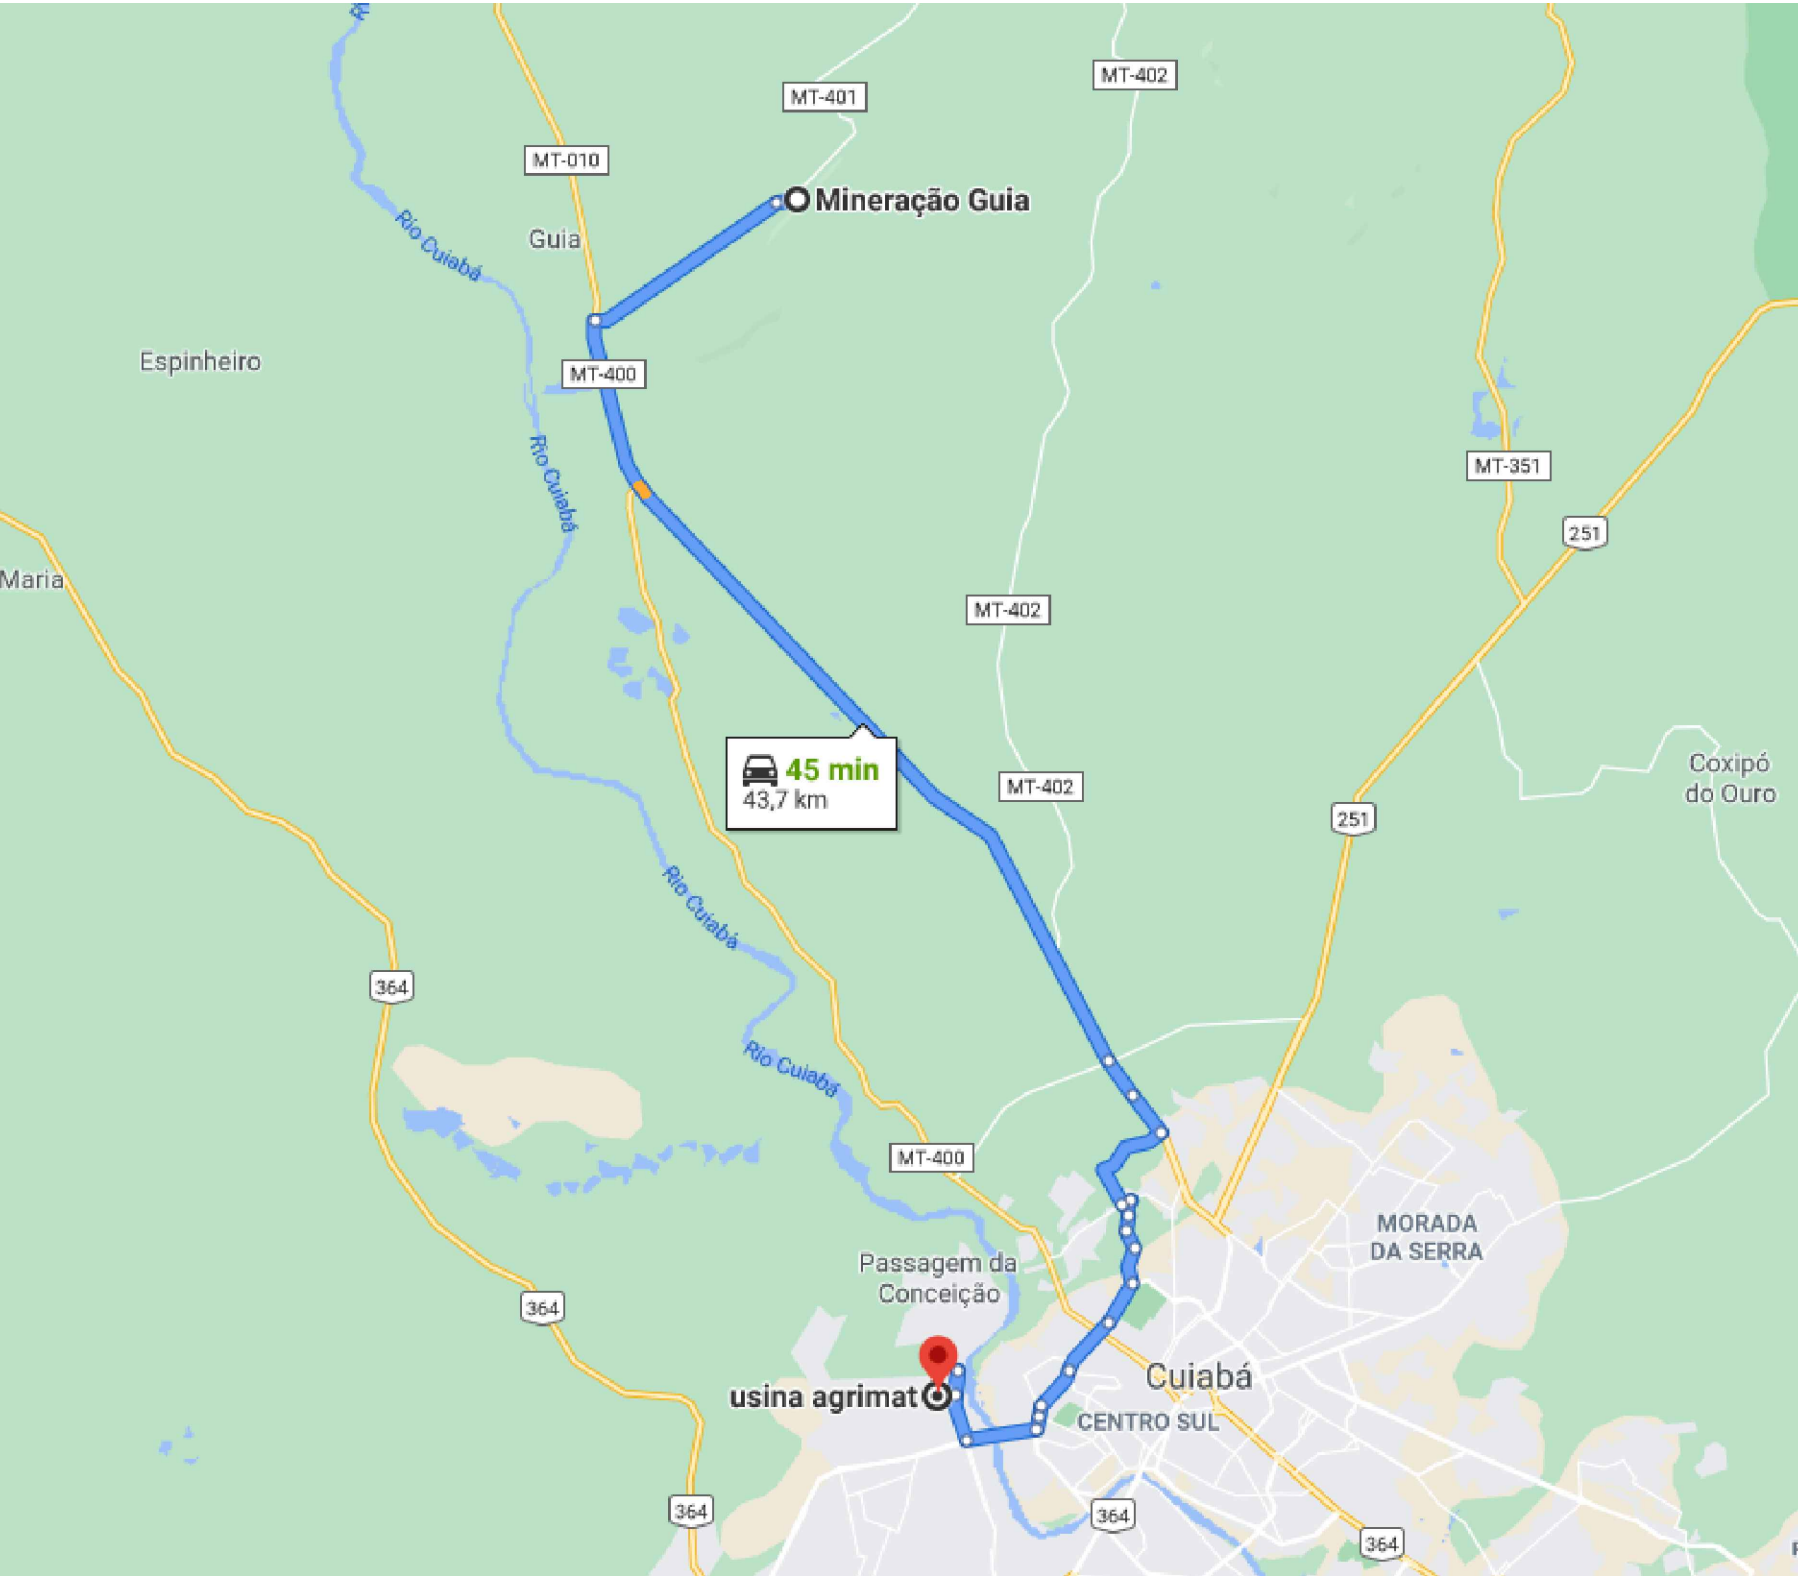 MT-402
MT-401
MT-010
Mineração Guia
Rio Cuiabá
Guia
Espinheiro
MT-400
Rio Cuiabá
MT-351
251
Maria
MT-402
45 min
43,7 km
MT-402
Coxipó
do Ouro
251
Rio Cuiabá
364
Rio Cuiabá
MT-400
MORADA
DA SERRA
Passagem da
Conceição
364
Cuiabá
usina agrimat
CENTRO SUL
364
364
364